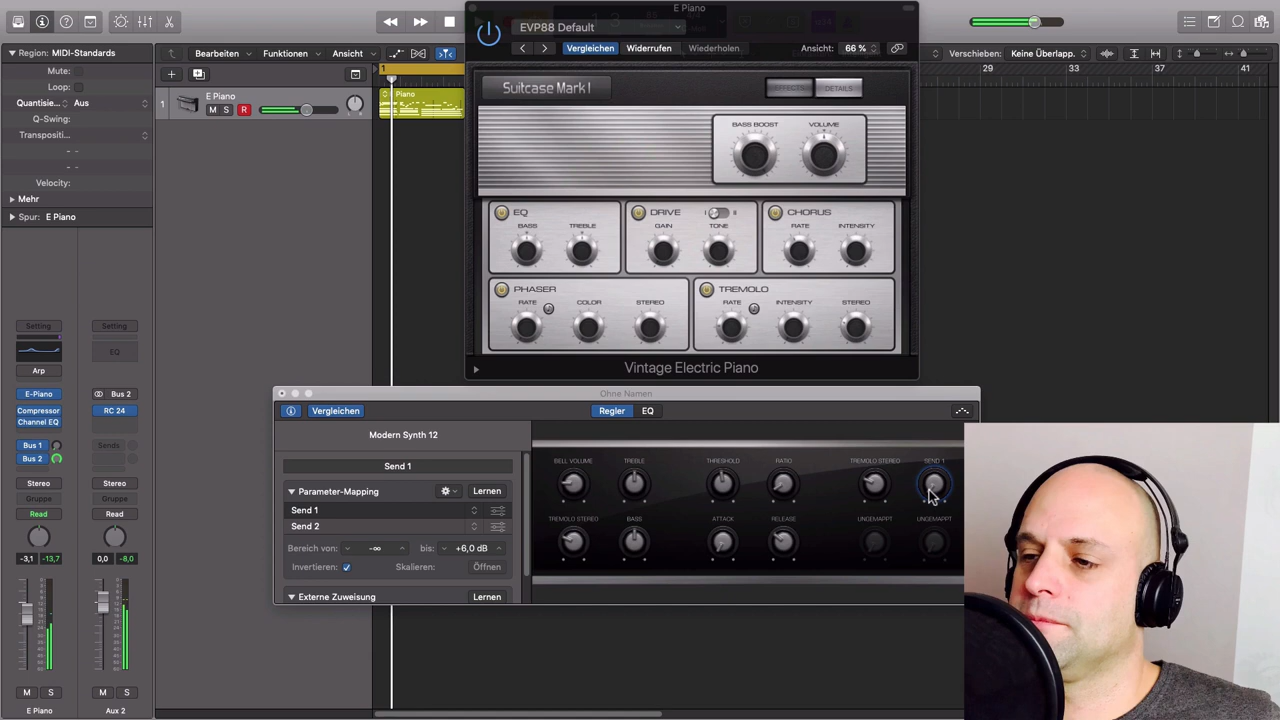 E Piano
EVP88 Default
Vergleichen
Widerrufen
Wiederholen
Ansicht:
66 %
Region: MIDI-Standards
Mute:
Loop:
Quantisie...
Aus
Q-Swing:
Transpositi...
- -
- -
Velocity:
Mehr
Spur: E Piano
Bearbeiten
Funktionen
Ansicht
Verschieben:
Keine Überlapp.
1
29
33
37
41
1
E Piano
M S R
Piano
Suitcase Mark I
EFFECTS
DETAILS
BASS BOOST
VOLUME
EQ
BASS
TREBLE
DRIVE
I
II
GAIN
TONE
CHORUS
RATE
INTENSITY
PHASER
RATE
COLOR
STEREO
TREMOLO
RATE
INTENSITY
STEREO
Vintage Electric Piano
Setting
Setting
EQ
Arp
E-Piano
Bus 2
Compressor
RC 24
Channel EQ
Bus 1
Sends
Bus 2
Stereo
Stereo
Gruppe
Gruppe
Read
Read
-3,1
-13,7
0,0
-8,0
M S
M S
E Piano
Aux 2
Ohne Namen
Vergleichen
Regler
EQ
Modern Synth 12
Send 1
Parameter-Mapping
Lernen
Send 1
Send 2
Bereich von:
-∞
bis:
+6,0 dB
Invertieren:
Skalieren:
Öffnen
Externe Zuweisung
Lernen
BELL VOLUME
TREBLE
THRESHOLD
RATIO
TREMOLO STEREO
SEND 1
TREMOLO STEREO
BASS
ATTACK
RELEASE
UNGEMAPPT
UNGEMAPPT